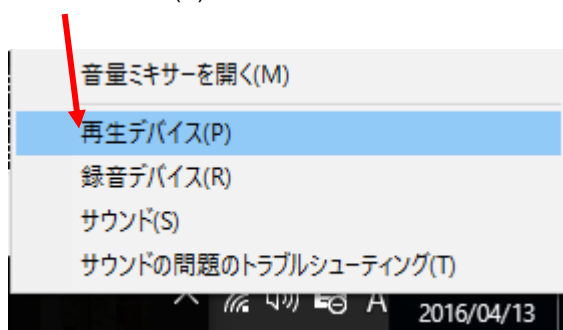 音量ミキサーを開く(M)
再生デバイス(P)
録音デバイス(R)
サウンド(S)
サウンドの問題のトラブルシューティング(T)
A
2016/04/13